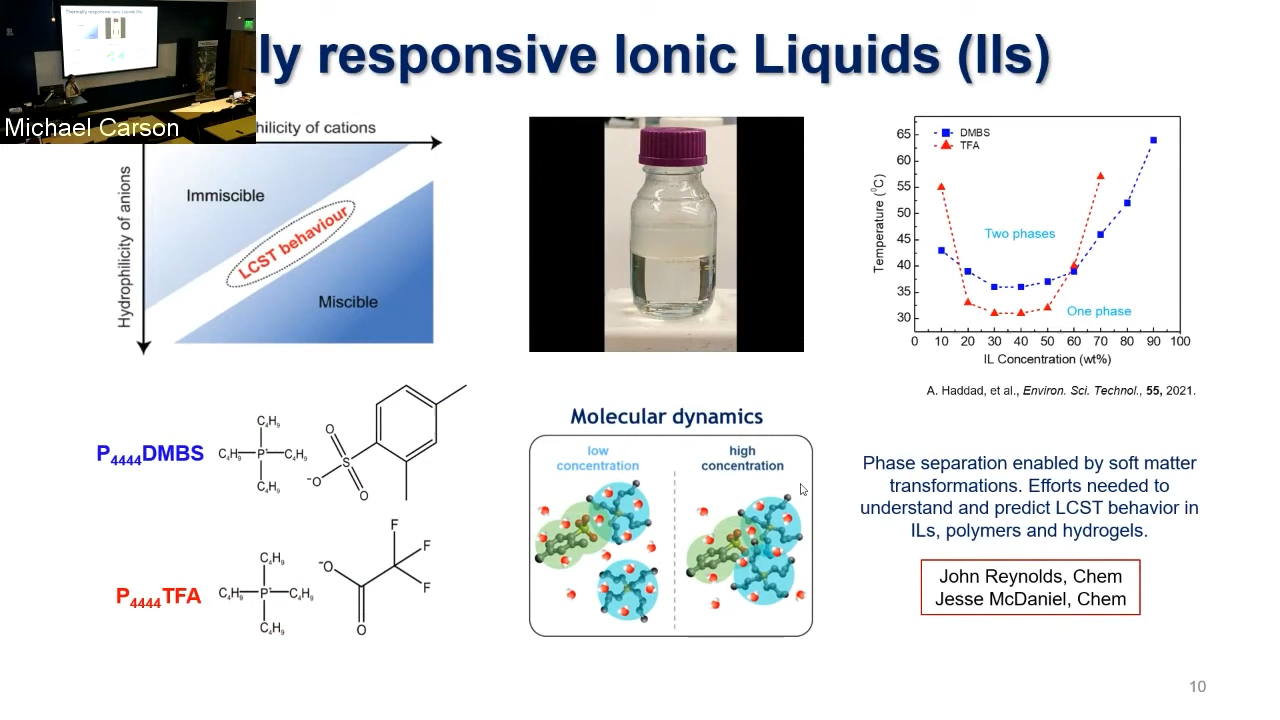 Michael Carson
ly responsive Ionic Liquids (Ils)
hilicity of cations
Hydrophilicity of anions
Immiscible
LCST behaviour
Miscible
65
60
55
50
45
40
35
30
Temperature (⁰C)
DMBS
TFA
Two phases
One phase
0 10 20 30 40 50 60 70 80 90 100
IL Concentration (wt%)
A. Haddad, et al., Environ. Sci. Technol., 55, 2021.
P₄₄₄₄DMBS
C₄H₉
C₄H₉ P⁺ C₄H₉
C₄H₉
O
⁻O S
O
P₄₄₄₄TFA
C₄H₉
C₄H₉ P⁺ C₄H₉
C₄H₉
F
⁻O F
F
O
Molecular dynamics
low
concentration
high
concentration
Phase separation enabled by soft matter
transformations. Efforts needed to
understand and predict LCST behavior in
ILs, polymers and hydrogels.
John Reynolds, Chem
Jesse McDaniel, Chem
10